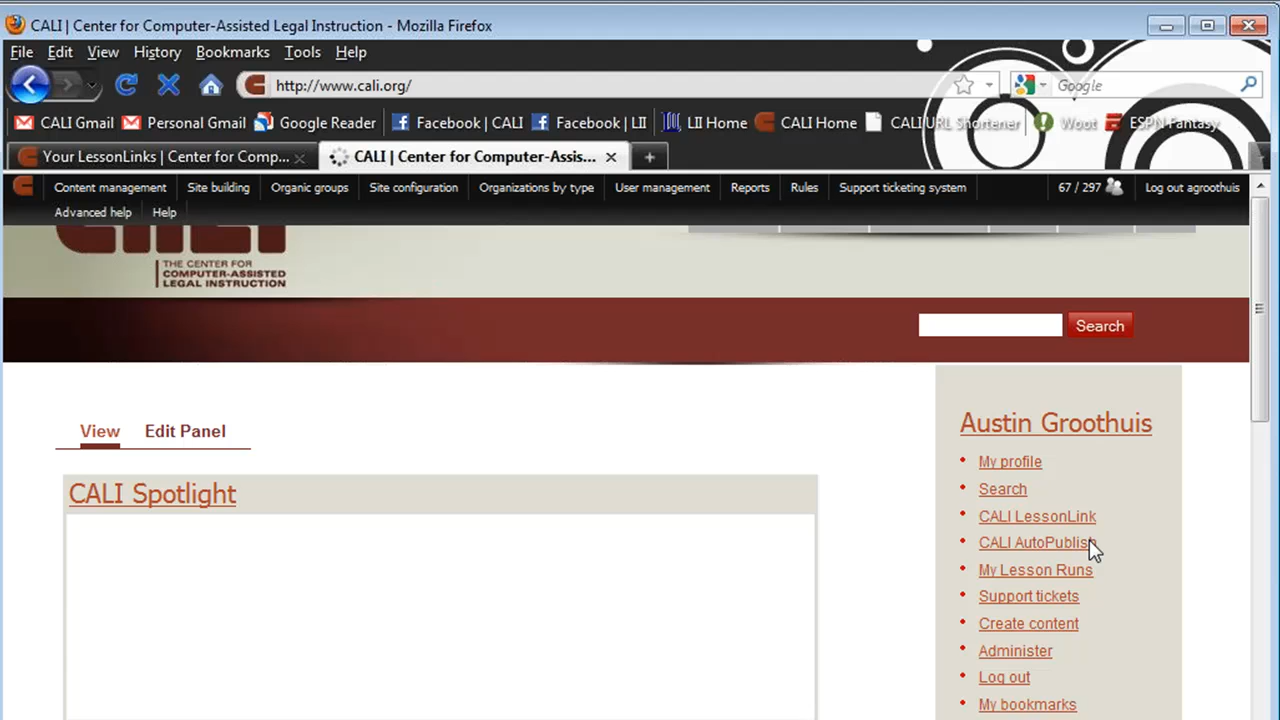 CALI | Center for Computer-Assisted Legal Instruction - Mozilla Firefox
File Edit View History Bookmarks Tools Help
http://www.cali.org/ Google
CALI Gmail Personal Gmail Google Reader Facebook | CALI Facebook | LII LII Home CALI Home CALI URL Shortener Woot ESPN Fantasy
Your LessonLinks | Center for Comp... CALI | Center for Computer-Assis...
Content management Site building Organic groups Site configuration Organizations by type User management Reports Rules Support ticketing system 67 / 297 Log out agroothuis
Advanced help Help
CALI
THE CENTER FOR
COMPUTER-ASSISTED
LEGAL INSTRUCTION
Search
View Edit Panel
Austin Groothuis
My profile
Search
CALI LessonLink
CALI AutoPublish
My Lesson Runs
Support tickets
Create content
Administer
Log out
My bookmarks
CALI Spotlight